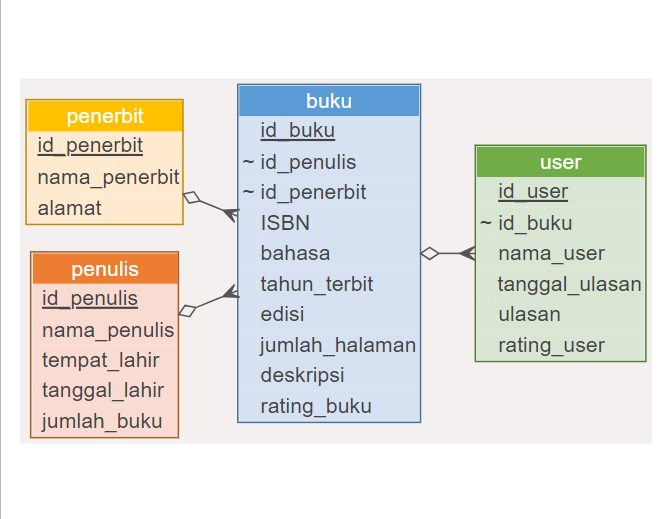 penerbit
id_penerbit
nama_penerbit
alamat
penulis
id_penulis
nama_penulis
tempat_lahir
tanggal_lahir
jumlah_buku
buku
id_buku
~ id_penulis
~ id_penerbit
ISBN
bahasa
tahun_terbit
edisi
jumlah_halaman
deskripsi
rating_buku
user
id_user
~ id_buku
nama_user
tanggal_ulasan
ulasan
rating_user